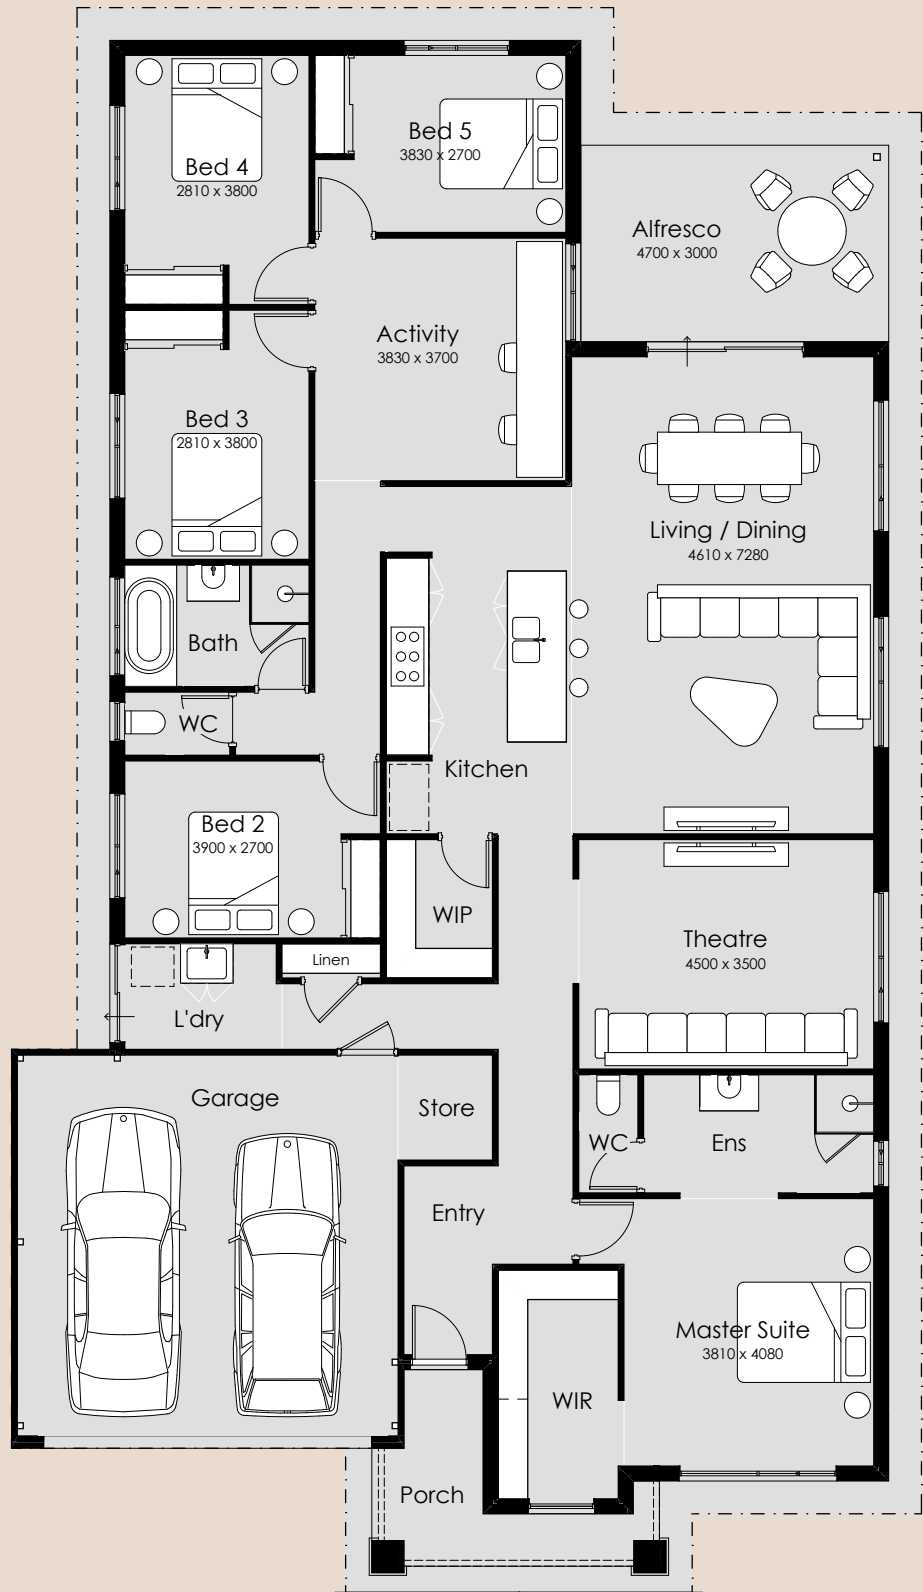 Bed 4
2810 x 3800
Bed 5
3830 x 2700
Alfresco
4700 x 3000
Activity
3830 x 3700
Bed 3
2810 x 3800
Living / Dining
4610 x 7280
Bath
WC
Kitchen
Bed 2
3900 x 2700
WIP
Theatre
4500 x 3500
Linen
L'dry
Garage
Store
WC
Ens
Entry
Master Suite
3810 x 4080
WIR
Porch